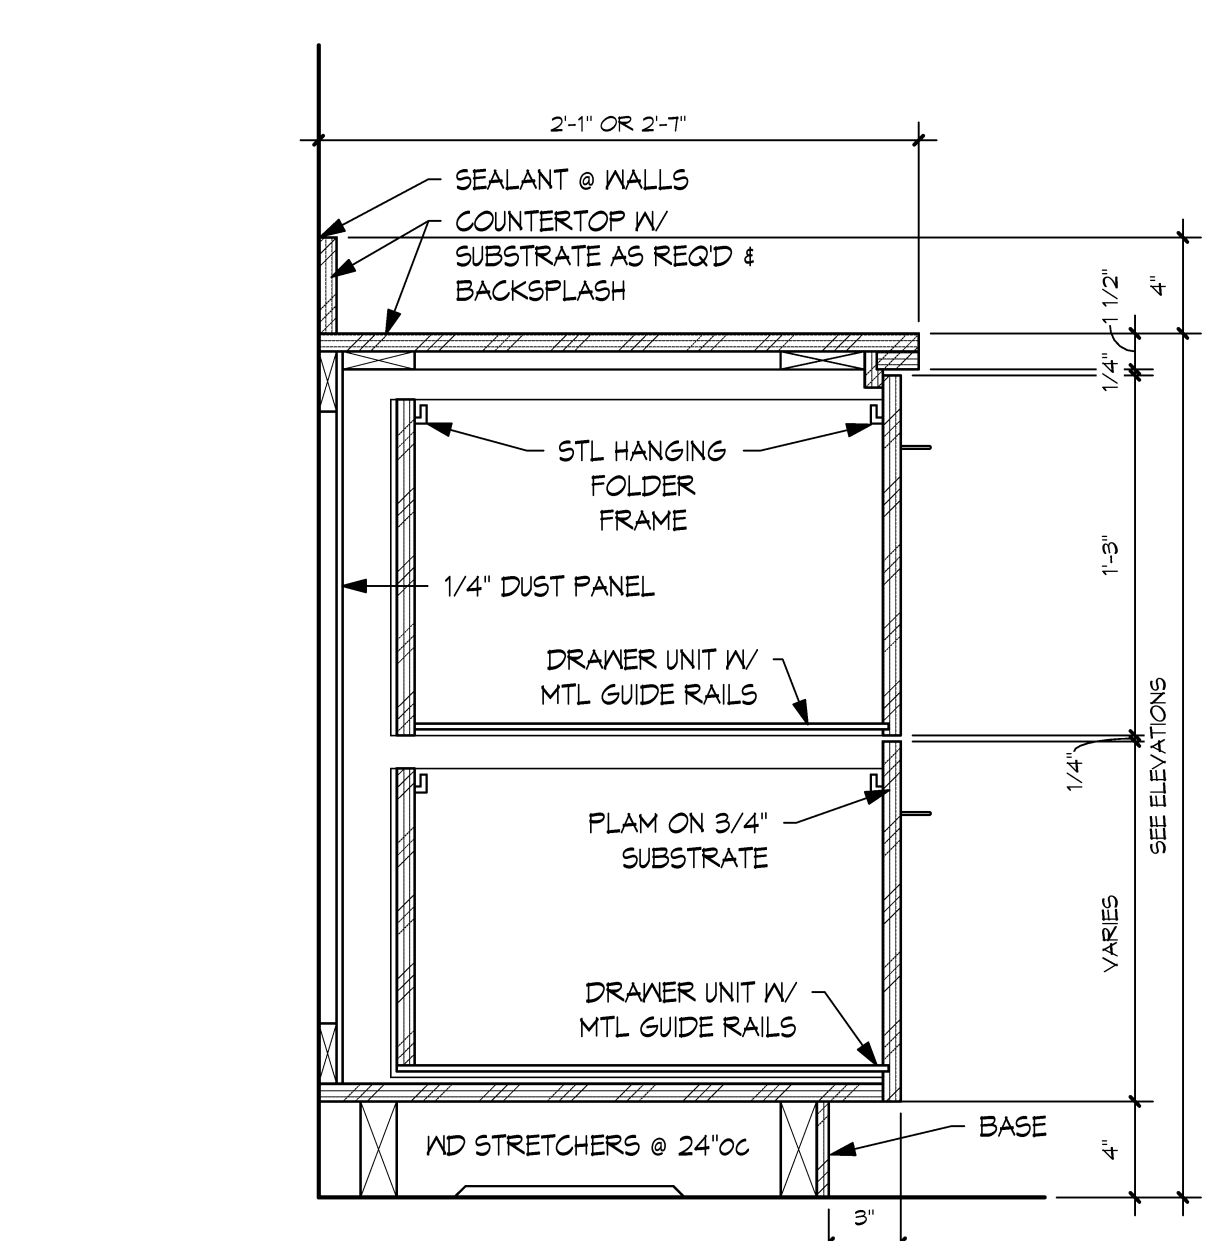 2'-1" OR 2'-7"
SEALANT @ WALLS
COUNTERTOP W/
SUBSTRATE AS REQ'D &
BACKSPLASH
1 1/2"
4"
1/4"
STL HANGING
FOLDER
FRAME
1'-3"
1/4" DUST PANEL
DRAWER UNIT W/
MTL GUIDE RAILS
1/4"
SEE ELEVATIONS
PLAM ON 3/4"
SUBSTRATE
VARIES
DRAWER UNIT W/
MTL GUIDE RAILS
BASE
WD STRETCHERS @ 24"OC
4"
3"